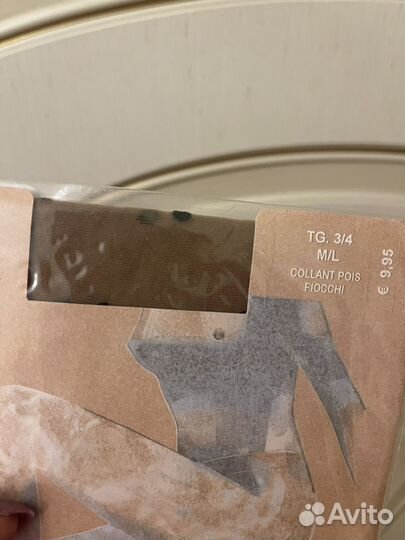 TG. 3/4
M/L
COLLANT POIS
FIOCCHI
€ 9,95
Avito